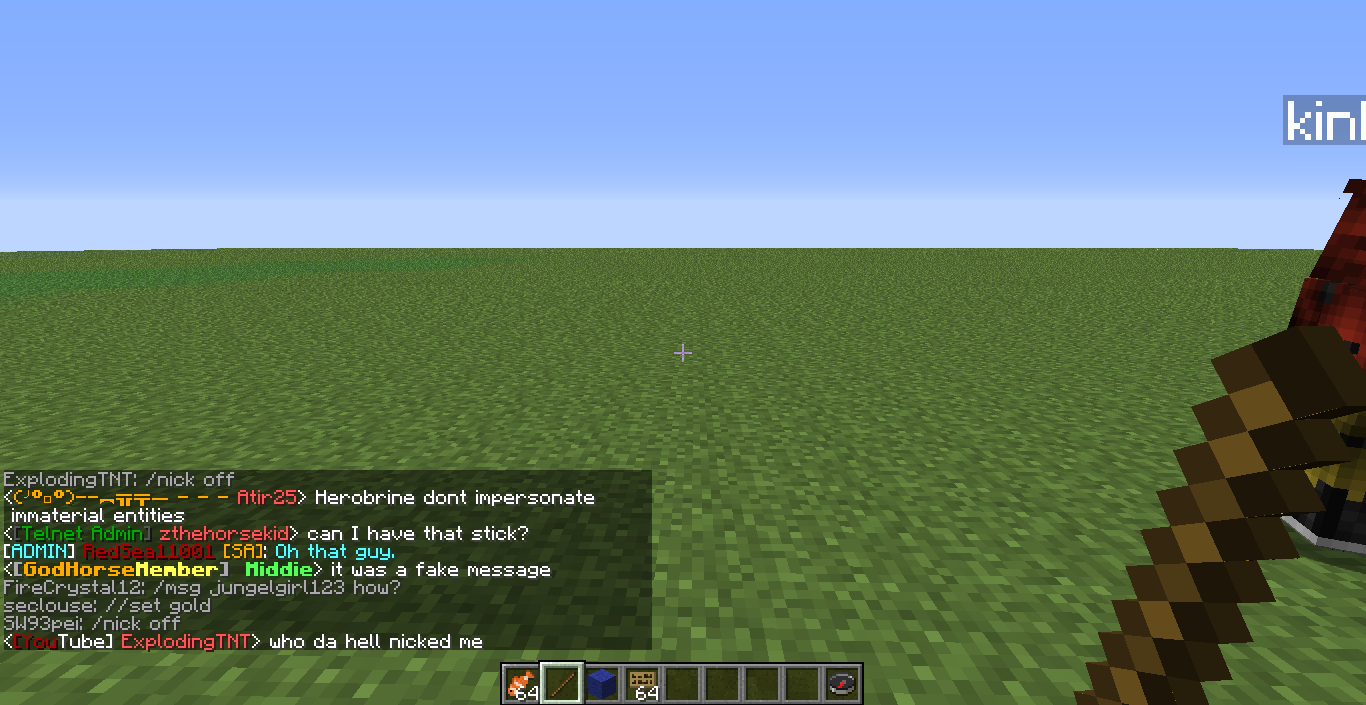 kin
ExplodingTNT: /nick off
<(╯°□°)--︵╦╤─ - - - Atir25> Herobrine dont impersonate
immaterial entities
<[Telnet Admin] zthehorsekid> can I have that stick?
[ADMIN] RedSea11001 [SA]: Oh that guy.
<[GodHorseMember] Middie> it was a fake message
FireCrystal12: /msg jungelgirl123 how?
seclouse: //set gold
SW93pei: /nick off
<[YouTube] ExplodingTNT> who da hell nicked me
64
64